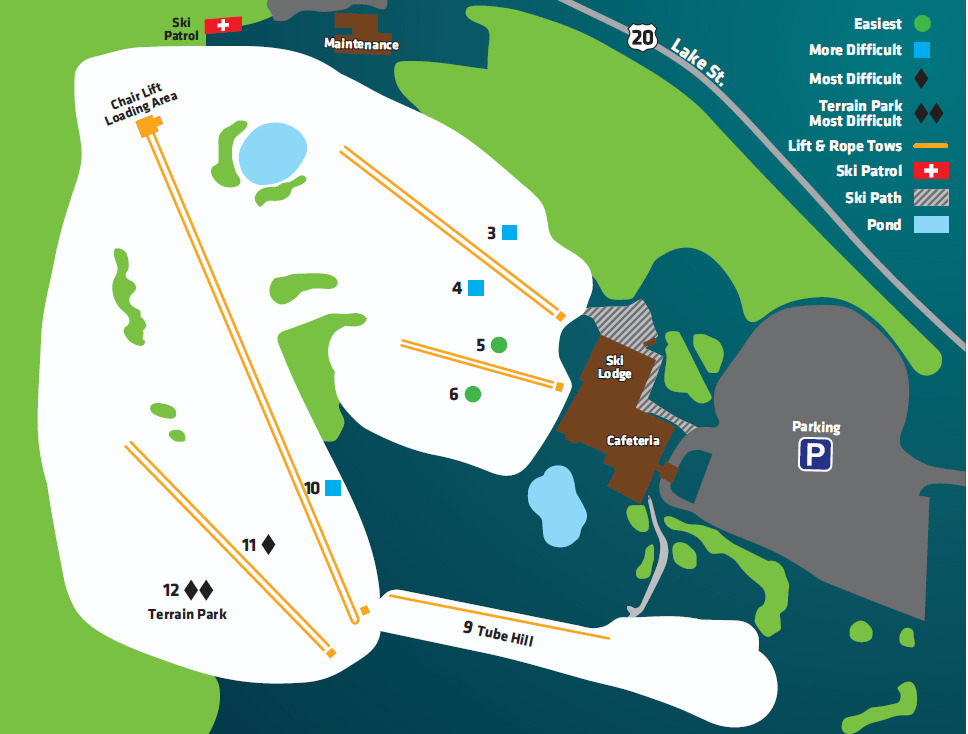 Ski
Patrol
Maintenance
20
Lake St.
Easiest
More Difficult
Most Difficult
Terrain Park
Most Difficult
Lift & Rope Tows
Ski Patrol
Ski Path
Pond
Chair Lift
Loading Area
3
4
5
6
Ski
Lodge
Cafeteria
Parking
P
10
11
12
Terrain Park
9 Tube Hill